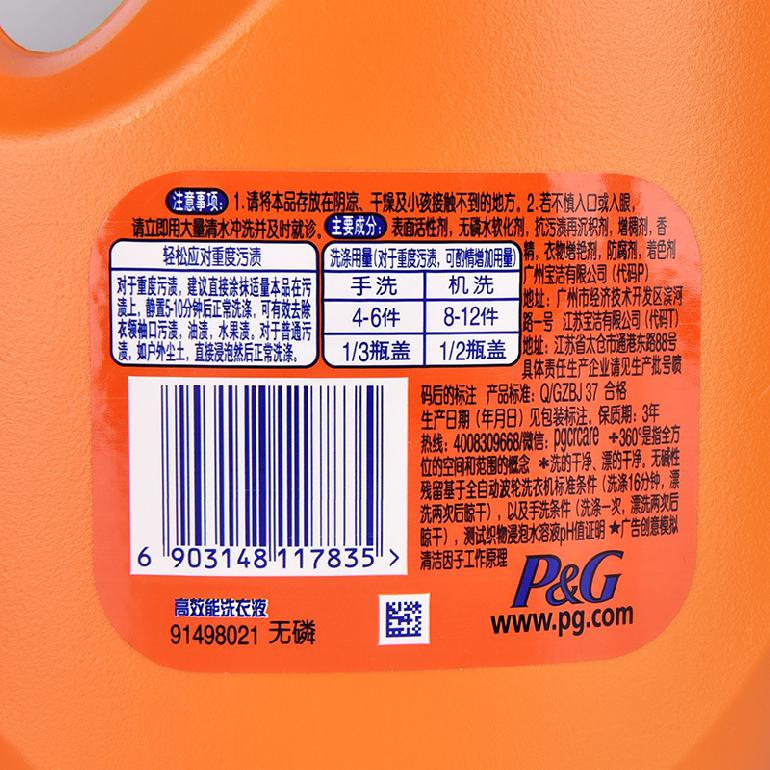 注意事项: 1.请将本品存放在阴凉、干燥及小孩接触不到的地方。2.若不慎入口或入眼,
请立即用大量清水冲洗并及时就诊。 主要成分: 表面活性剂, 无磷水软化剂, 抗污渍再沉积剂, 增稠剂, 香
精, 衣物增艳剂, 防腐剂, 着色剂
轻松应对重度污渍
对于重度污渍, 建议直接涂抹适量本品在污
渍上, 静置5-10分钟后正常洗涤, 可有效去除
衣领袖口污渍, 油渍, 水果渍。对于普通污
渍, 如户外尘土, 直接浸泡然后正常洗涤。
洗涤用量(对于重度污渍, 可酌情增加用量)
手洗 机洗
4-6件 8-12件
1/3瓶盖 1/2瓶盖
广州宝洁有限公司 (代码P)
地址: 广州市经济技术开发区滨河
路一号 江苏宝洁有限公司(代码T)
地址: 江苏省太仓市通港东路88号
具体责任生产企业请见生产批号喷
码后的标注 产品标准: Q/GZBJ 37 合格
生产日期 (年月日) 见包装标注, 保质期: 3年
热线: 4008309668/微信: pgcrcare +360°是指全方
位的空间和范围的概念 *洗的干净、漂的干净, 无碱性
残留基于全自动波轮洗衣机标准条件 (洗涤16分钟, 漂
洗两次后晾干), 以及手洗条件 (洗涤一次, 漂洗两次后
晾干), 测试织物浸泡水溶液pH值证明 ★广告创意模拟
清洁因子工作原理
6 903148 117835 >
高效能洗衣液
91498021 无磷
P&G
www.pg.com